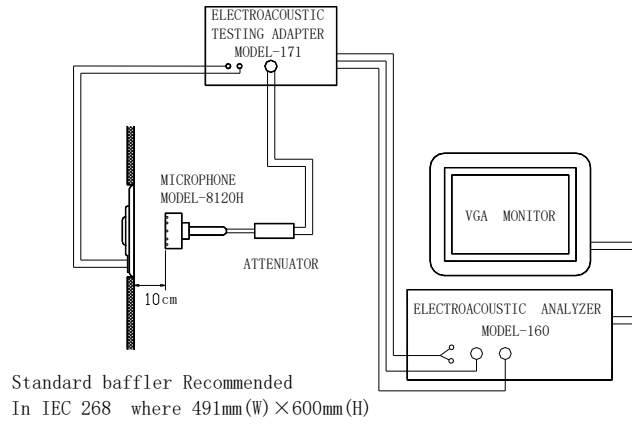 ELECTROACOUSTIC
TESTING ADAPTER
MODEL-171
MICROPHONE
MODEL-8120H
ATTENUATOR
10cm
VGA MONITOR
ELECTROACOUSTIC ANALYZER
MODEL-160
Standard baffler Recommended
In IEC 268 where 491mm(W)×600mm(H)